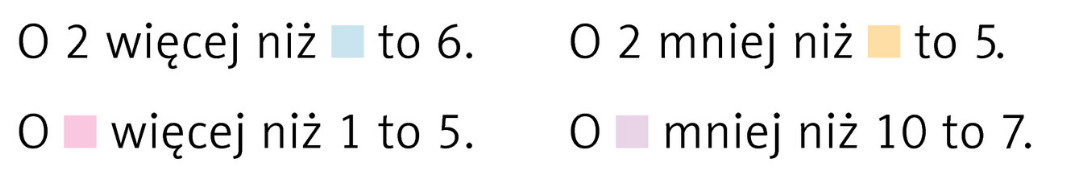 O 2 więcej niż to 6.
O 2 mniej niż to 5.
O więcej niż 1 to 5.
O mniej niż 10 to 7.